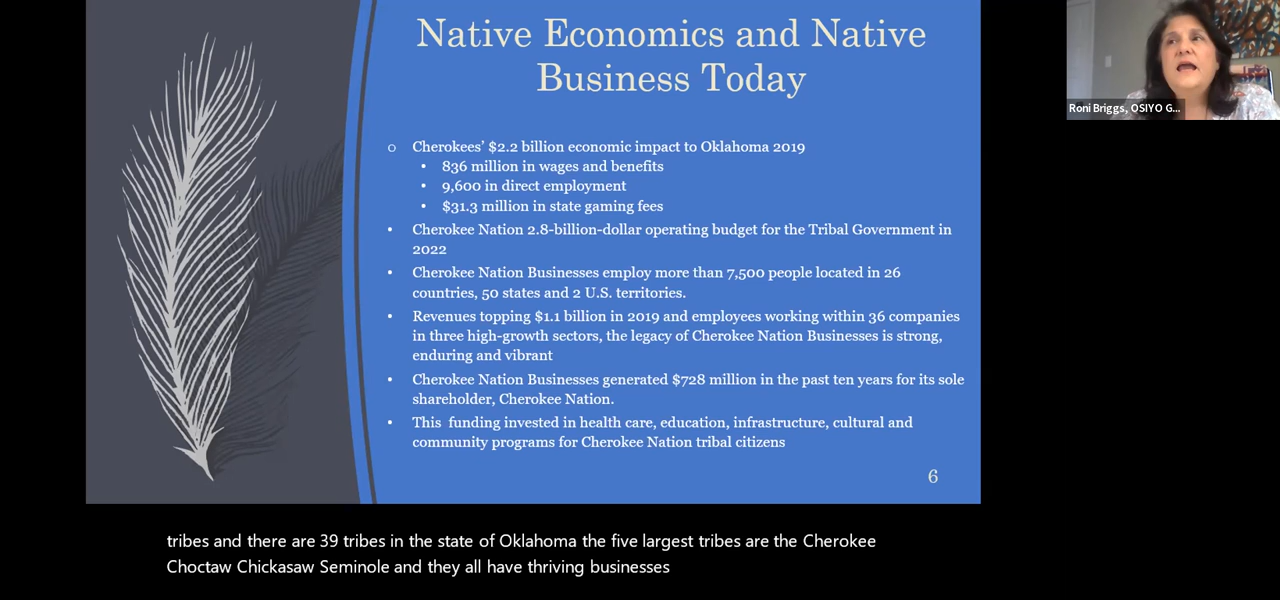 Native Economics and Native
Business Today
Roni Briggs, OSIYO G...
o Cherokees' $2.2 billion economic impact to Oklahoma 2019
• 836 million in wages and benefits
• 9,600 in direct employment
• $31.3 million in state gaming fees
• Cherokee Nation 2.8-billion-dollar operating budget for the Tribal Government in
2022
• Cherokee Nation Businesses employ more than 7,500 people located in 26
countries, 50 states and 2 U.S. territories.
• Revenues topping $1.1 billion in 2019 and employees working within 36 companies
in three high-growth sectors, the legacy of Cherokee Nation Businesses is strong,
enduring and vibrant
• Cherokee Nation Businesses generated $728 million in the past ten years for its sole
shareholder, Cherokee Nation.
• This funding invested in health care, education, infrastructure, cultural and
community programs for Cherokee Nation tribal citizens
6
tribes and there are 39 tribes in the state of Oklahoma the five largest tribes are the Cherokee
Choctaw Chickasaw Seminole and they all have thriving businesses